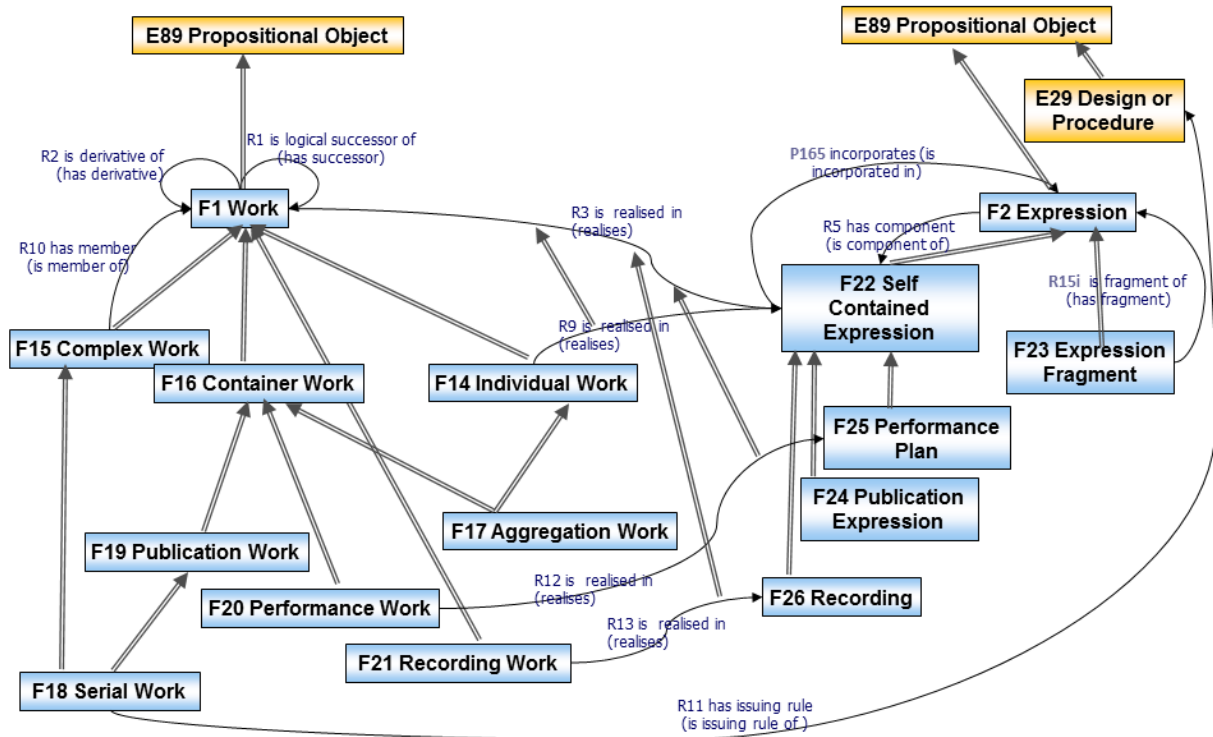 E89 Propositional Object
E89 Propositional Object
E29 Design or
Procedure
R1 is logical successor of
(has successor)
R2 is derivative of
(has derivative)
P165 incorporates (is
incorporated in)
F1 Work
R3 is realised in
(realises)
F2 Expression
R5 has component
(is component of)
R10 has member
(is member of)
F22 Self
Contained
Expression
R15i is fragment of
(has fragment)
R9 is realised in
(realises)
F15 Complex Work
F16 Container Work
F14 Individual Work
F23 Expression
Fragment
F25 Performance
Plan
F24 Publication
Expression
F19 Publication Work
F17 Aggregation Work
R12 is realised in
(realises)
F20 Performance Work
F26 Recording
R13 is realised in
(realises)
F21 Recording Work
F18 Serial Work
R11 has issuing rule
(is issuing rule of )